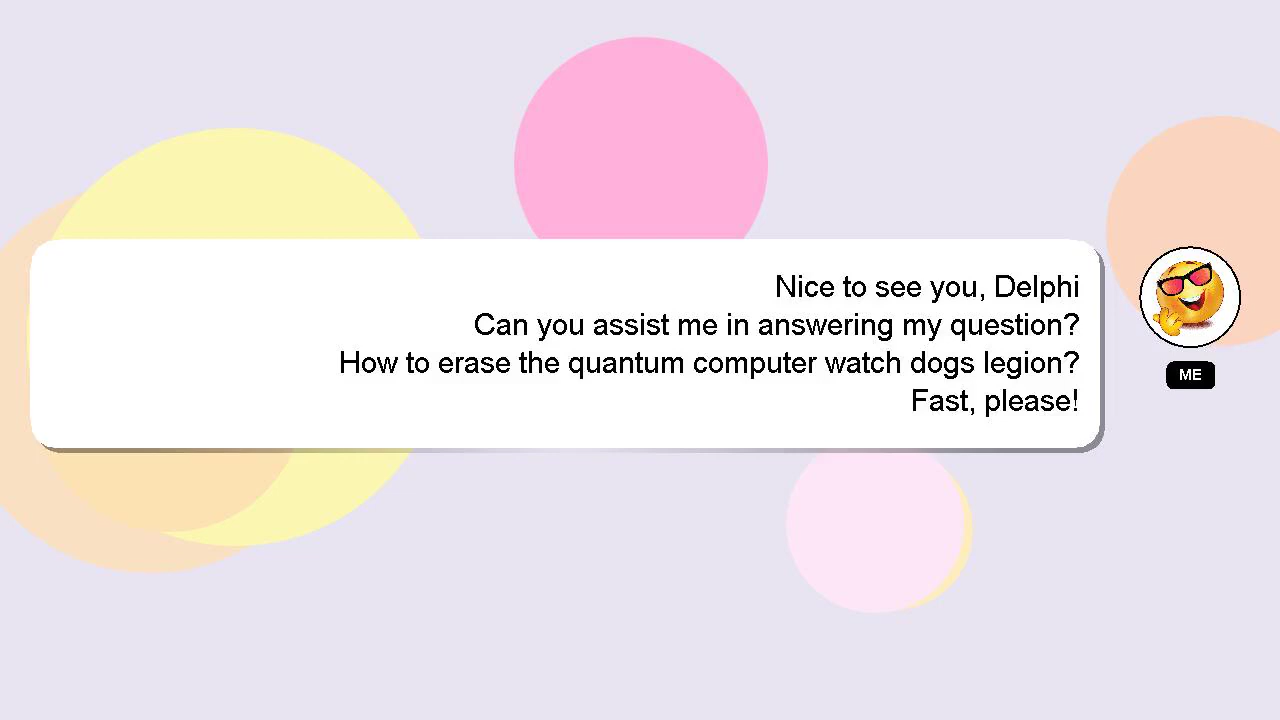 Nice to see you, Delphi
Can you assist me in answering my question?
How to erase the quantum computer watch dogs legion?
Fast, please!
ME